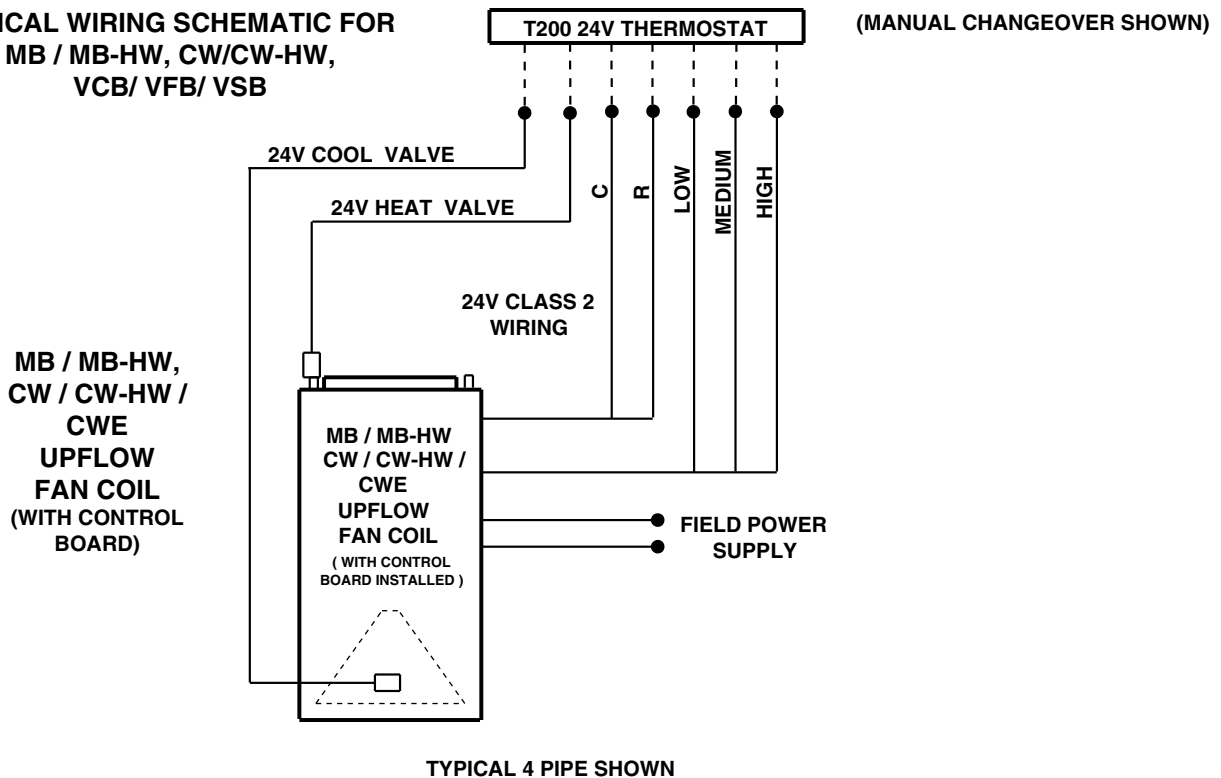 ICAL WIRING SCHEMATIC FOR
MB / MB-HW, CW/CW-HW,
VCB/ VFB/ VSB
T200 24V THERMOSTAT
(MANUAL CHANGEOVER SHOWN)
24V COOL VALVE
24V HEAT VALVE
C
R
LOW
MEDIUM
HIGH
24V CLASS 2
WIRING
MB / MB-HW,
CW / CW-HW /
CWE
UPFLOW
FAN COIL
(WITH CONTROL
BOARD)
MB / MB-HW
CW / CW-HW /
CWE
UPFLOW
FAN COIL
( WITH CONTROL
BOARD INSTALLED )
FIELD POWER
SUPPLY
TYPICAL 4 PIPE SHOWN